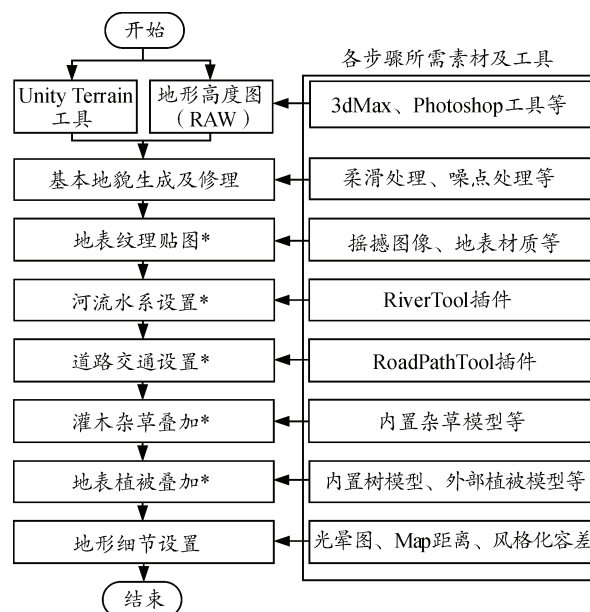 开始
各步骤所需素材及工具
Unity Terrain
工具
地形高度图
（RAW）
3dMax、Photoshop工具等
基本地貌生成及修理
柔滑处理、噪点处理等
地表纹理贴图*
摇撼图像、地表材质等
河流水系设置*
RiverTool插件
道路交通设置*
RoadPathTool插件
灌木杂草叠加*
内置杂草模型等
地表植被叠加*
内置树模型、外部植被模型等
地形细节设置
光晕图、Map距离、风格化容差
结束